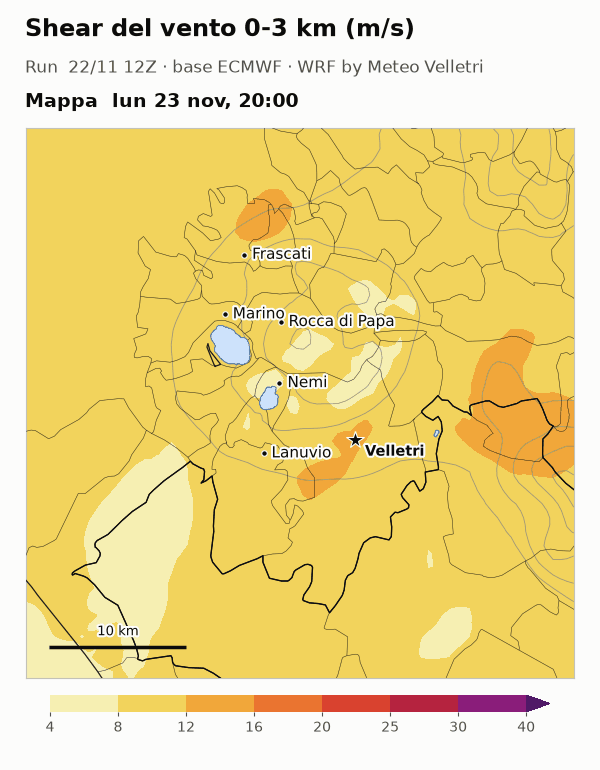 Shear del vento 0-3 km (m/s)
Run  22/11 12Z · base ECMWF · WRF by Meteo Velletri
Mappa  lun 23 nov, 20:00
Frascati
Marino
Rocca di Papa
Nemi
Velletri
Lanuvio
10 km
4 8 12 16 20 25 30 40